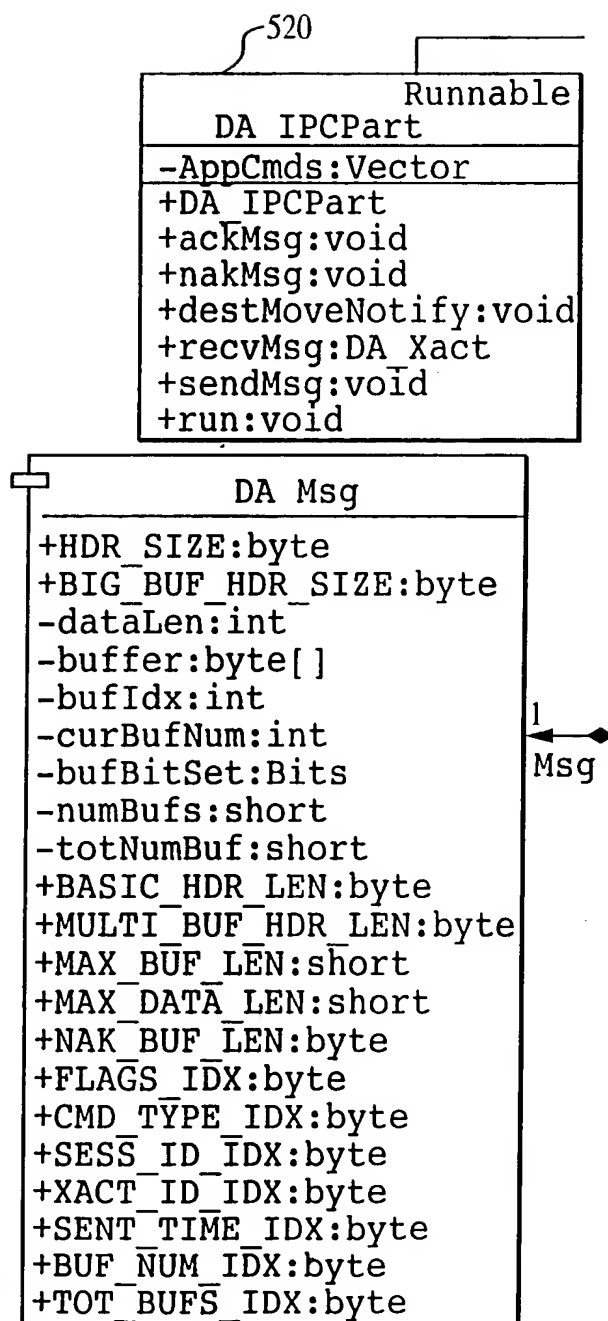 520
Runnable
DA_IPCPart
-AppCmds:Vector
+DA_IPCPart
+ackMsg:void
+nakMsg:void
+destMoveNotify:void
+recvMsg:DA_Xact
+sendMsg:void
+run:void
DA Msg
+HDR_SIZE:byte
+BIG_BUF_HDR_SIZE:byte
-dataLen:int
-buffer:byte[]
-bufIdx:int
-curBufNum:int
-bufBitSet:Bits
-numBufs:short
-totNumBuf:short
+BASIC_HDR_LEN:byte
+MULTI_BUF_HDR_LEN:byte
+MAX_BUF_LEN:short
+MAX_DATA_LEN:short
+NAK_BUF_LEN:byte
+FLAGS_IDX:byte
+CMD_TYPE_IDX:byte
+SESS_ID_IDX:byte
+XACT_ID_IDX:byte
+SENT_TIME_IDX:byte
+BUF_NUM_IDX:byte
+TOT_BUFS_IDX:byte
1
Msg